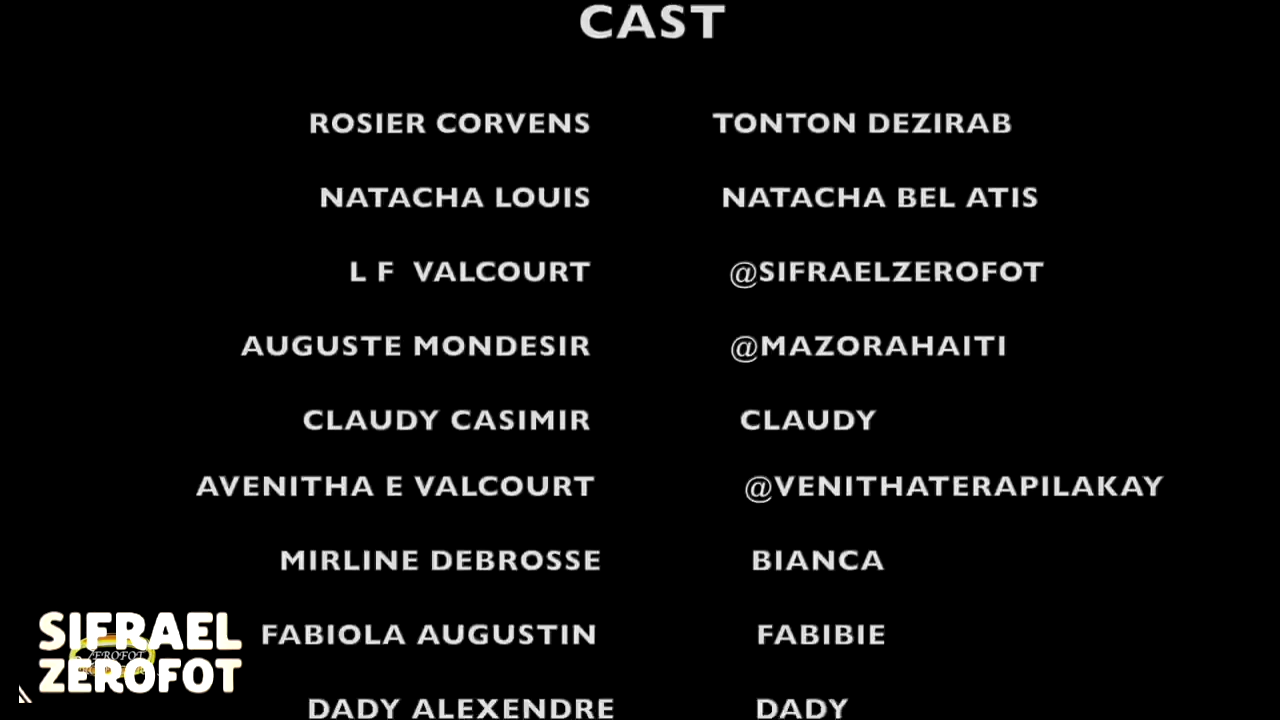 CAST
ROSIER CORVENS TONTON DEZIRAB
NATACHA LOUIS NATACHA BEL ATIS
L F VALCOURT @SIFRAELZEROFOT
AUGUSTE MONDESIR @MAZORAHAITI
CLAUDY CASIMIR CLAUDY
AVENITHA E VALCOURT @VENITHATERAPILAKAY
MIRLINE DEBROSSE BIANCA
FABIOLA AUGUSTIN FABIBIE
DADY ALEXENDRE DADY
SIFRAEL
ZEROFOT
ZEROFOT